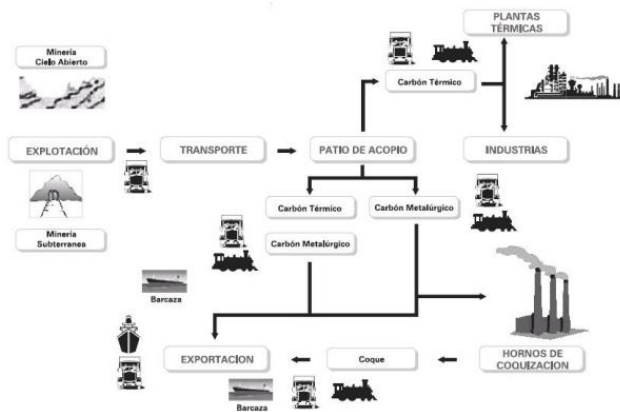 PLANTAS
TÉRMICAS
Minería
Cielo Abierto
Carbón Térmico
EXPLOTACIÓN
TRANSPORTE
PATIO DE ACOPIO
INDUSTRIAS
Carbón Térmico
Carbón Metalúrgico
Minería
Subterranea
Carbón Metalúrgico
Barcaza
EXPORTACION
Coque
HORNOS DE
COQUIZACION
Barcaza